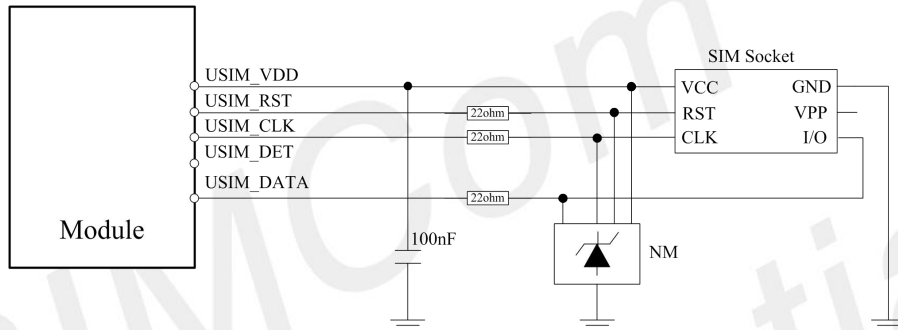 SIM Socket
USIM_VDD
VCC GND
USIM_RST
22ohm
RST VPP
USIM_CLK
22ohm
CLK I/O
USIM_DET
USIM_DATA
22ohm
Module
100nF
NM